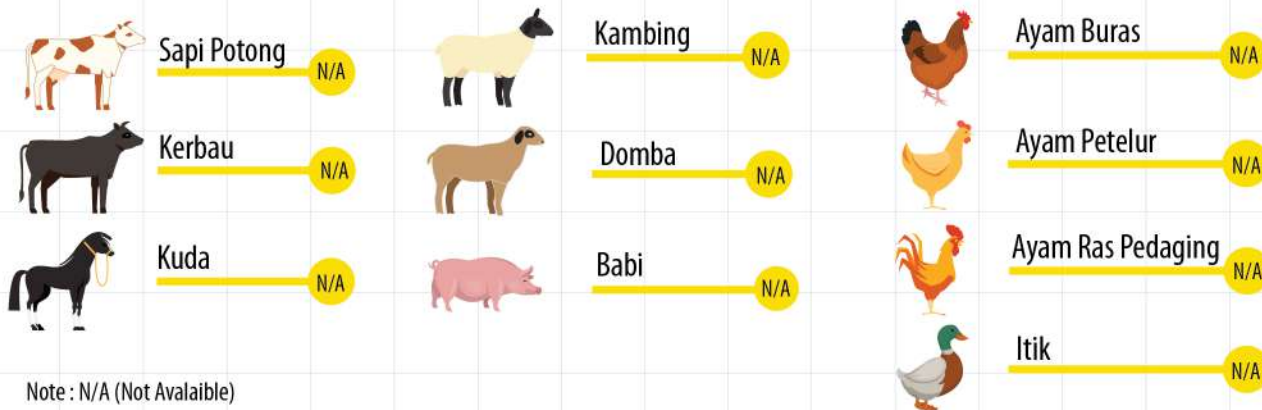 Sapi Potong
N/A
Kerbau
N/A
Kuda
N/A
Kambing
N/A
Domba
N/A
Babi
N/A
Ayam Buras
N/A
Ayam Petelur
N/A
Ayam Ras Pedaging
N/A
Itik
N/A
Note : N/A (Not Avalaible)